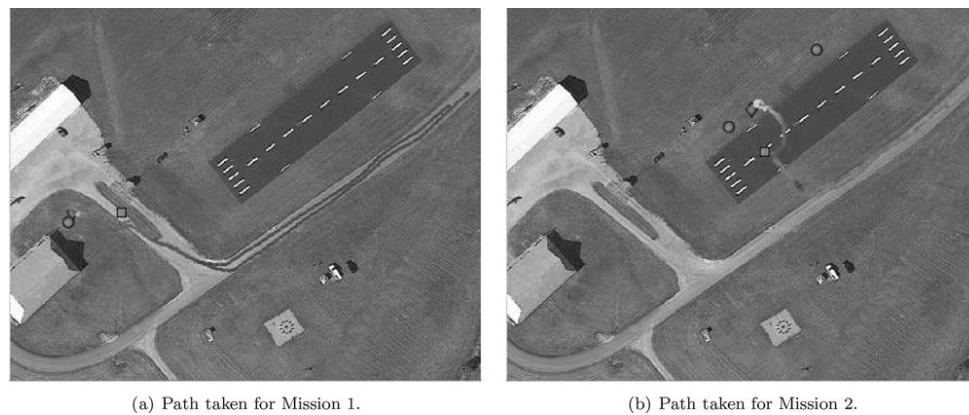 (a) Path taken for Mission 1.
(b) Path taken for Mission 2.